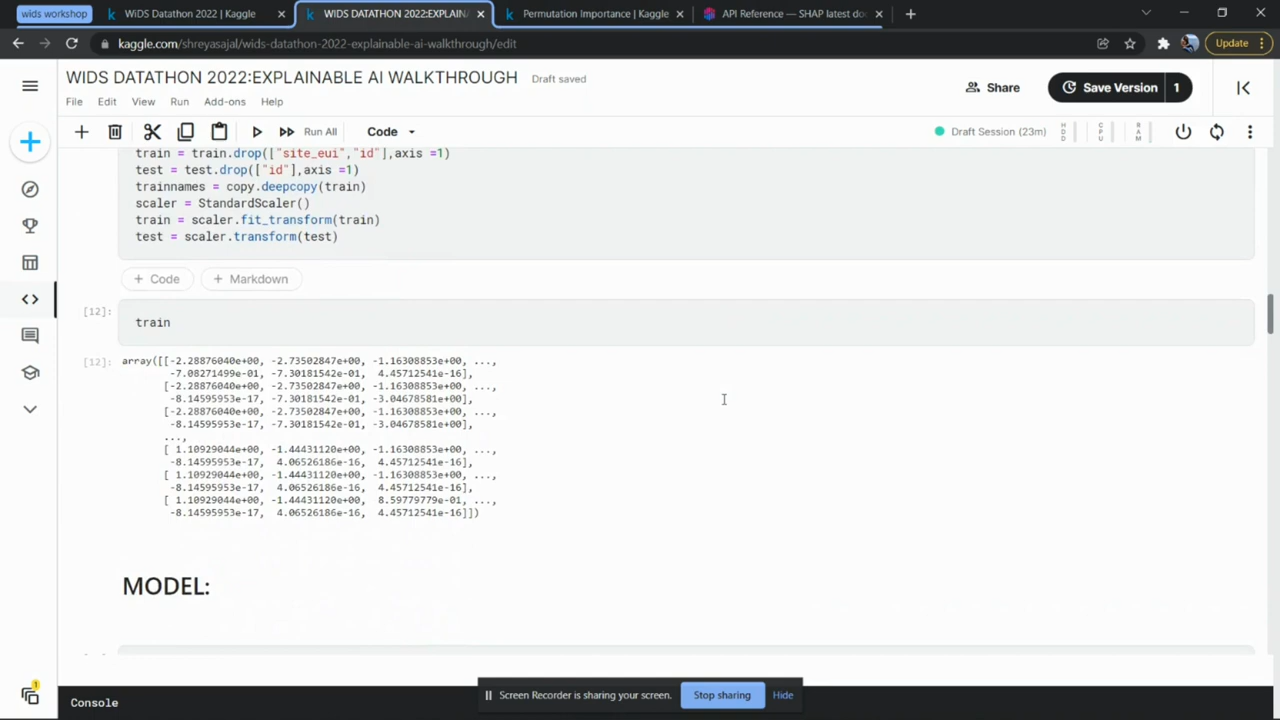 wids workshop
WiDS Datathon 2022 | Kaggle
WIDS DATATHON 2022:EXPLAINA
Permutation Importance | Kaggle
API Reference — SHAP latest do
kaggle.com/shreyasajal/wids-datathon-2022-explainable-ai-walkthrough/edit
Update
WIDS DATATHON 2022:EXPLAINABLE AI WALKTHROUGH
Draft saved
File Edit View Run Add-ons Help
Share
Save Version 1
Run All
Code
Draft Session (23m)
HDD
CPU
RAM
train = train.drop(["site_eui","id"],axis =1)
test = test.drop(["id"],axis =1)
trainnames = copy.deepcopy(train)
scaler = StandardScaler()
train = scaler.fit_transform(train)
test = scaler.transform(test)
+ Code
+ Markdown
[12]:
train
[12]:
array([[-2.28876040e+00, -2.73502847e+00, -1.16308853e+00, ...,
-7.08271499e-01, -7.30181542e-01, 4.45712541e-16],
[-2.28876040e+00, -2.73502847e+00, -1.16308853e+00, ...,
-8.14595953e-17, -7.30181542e-01, -3.04678581e+00],
[-2.28876040e+00, -2.73502847e+00, -1.16308853e+00, ...,
-8.14595953e-17, -7.30181542e-01, -3.04678581e+00],
...,
[ 1.10929044e+00, -1.44431120e+00, -1.16308853e+00, ...,
-8.14595953e-17, 4.06526186e-16, 4.45712541e-16],
[ 1.10929044e+00, -1.44431120e+00, -1.16308853e+00, ...,
-8.14595953e-17, 4.06526186e-16, 4.45712541e-16],
[ 1.10929044e+00, -1.44431120e+00, 8.59779779e-01, ...,
-8.14595953e-17, 4.06526186e-16, 4.45712541e-16]])
MODEL:
Screen Recorder is sharing your screen.
Stop sharing
Hide
1
Console